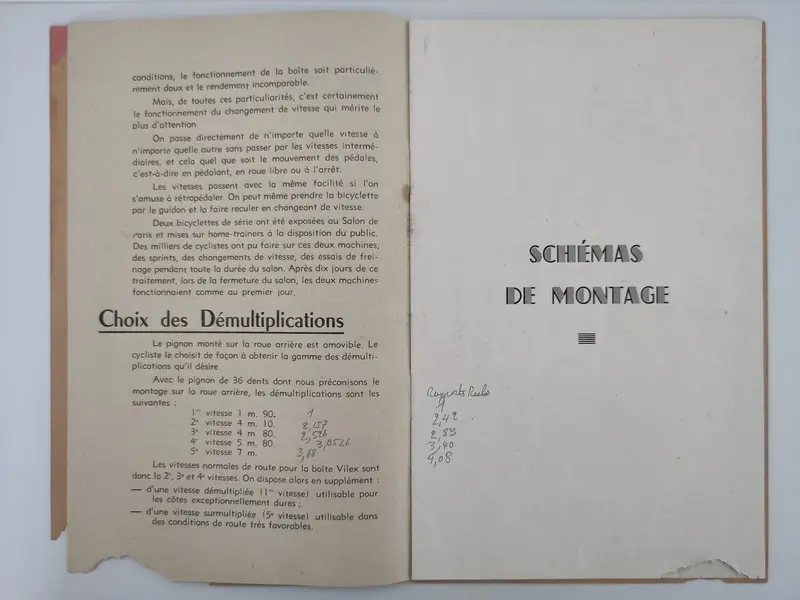 conditions, le fonctionnement de la boîte soit particuliè-
rement doux et le rendement incomparable.
Mais, de toutes ces particularités, c'est certainement
le fonctionnement du changement de vitesse qui mérite le
plus d'attention.
On passe directement de n'importe quelle vitesse à
n'importe quelle autre sans passer par les vitesses intermé-
diaires, et cela quel que soit le mouvement des pédales,
c'est-à-dire en pédalant, en roue libre ou à l'arrêt.
Les vitesses passent avec la même facilité si l'on
s'amuse à rétropédaler. On peut même prendre la bicyclette
par le guidon et la faire reculer en changeant de vitesse.
Deux bicyclettes de série ont été exposées au Salon de
Paris et mises sur home-trainers à la disposition du public.
Des milliers de cyclistes ont pu faire sur ces deux machines,
des sprints, des changements de vitesse, des essais de frei-
nage pendant toute la durée du salon. Après dix jours de ce
traitement, lors de la fermeture du salon, les deux machines
fonctionnaient comme au premier jour.
Choix des Démultiplications
Le pignon monté sur la roue arrière est amovible. Le
cycliste le choisit de façon à obtenir la gamme des démulti-
plications qu'il désire.
Avec le pignon de 36 dents dont nous préconisons le
montage sur la roue arrière, les démultiplications sont les
suivantes :
1re vitesse 1 m. 90. 1
2e vitesse 4 m. 10. 2,157
3e vitesse 4 m. 80. 2,526
4e vitesse 5 m. 80. 3,0526
5e vitesse 7 m. 3,68
Les vitesses normales de route pour la boîte Vilex sont
donc la 2e, 3e et 4e vitesses. On dispose alors en supplément :
— d'une vitesse démultipliée (1re vitesse) utilisable pour
les côtes exceptionnellement dures ;
— d'une vitesse surmultipliée (5e vitesse) utilisable dans
des conditions de route très favorables.
SCHÉMAS
DE MONTAGE
Rapports Réels
1
2,42
2,83
3,40
4,08